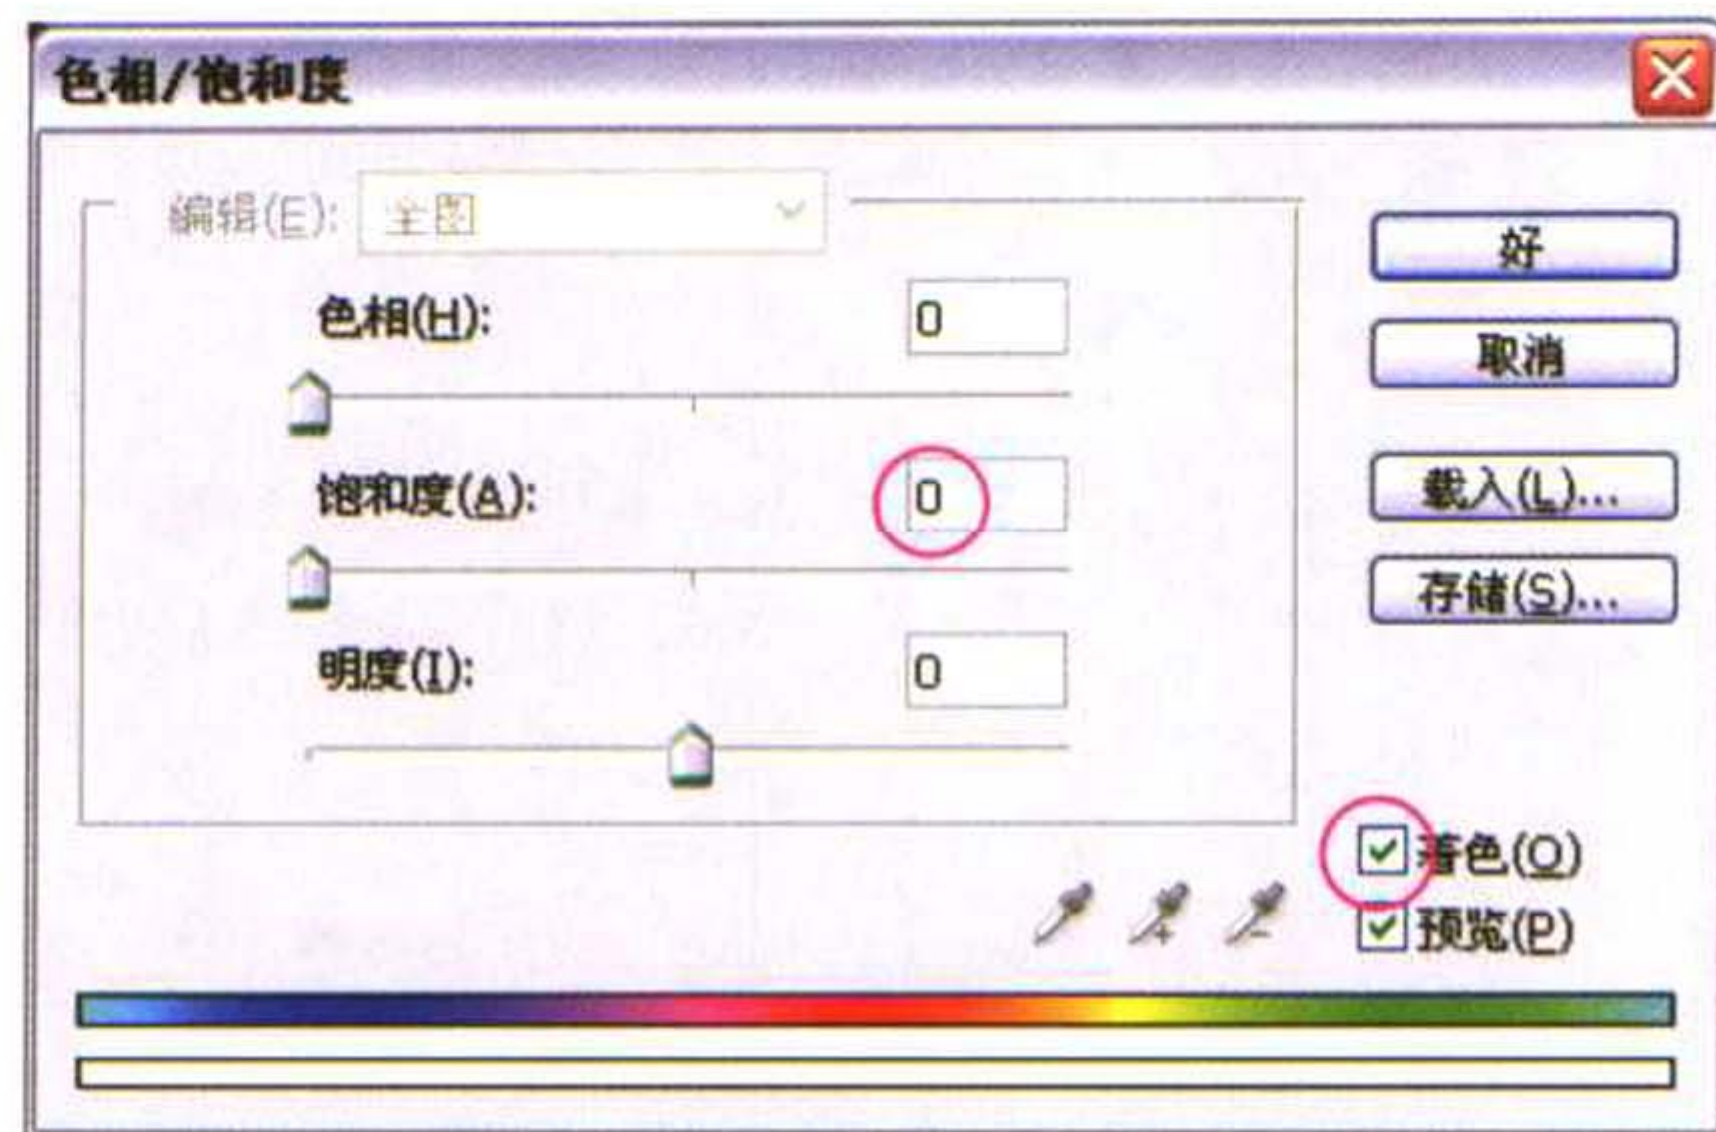 色相/饱和度
编辑(E): 全图
色相(H): 0
饱和度(A): 0
明度(I): 0
好
取消
载入(L)...
存储(S)...
着色(O)
预览(P)